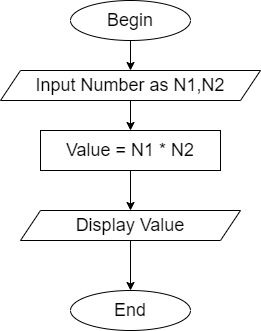 Begin
Input Number as N1,N2
Value = N1 * N2
Display Value
End